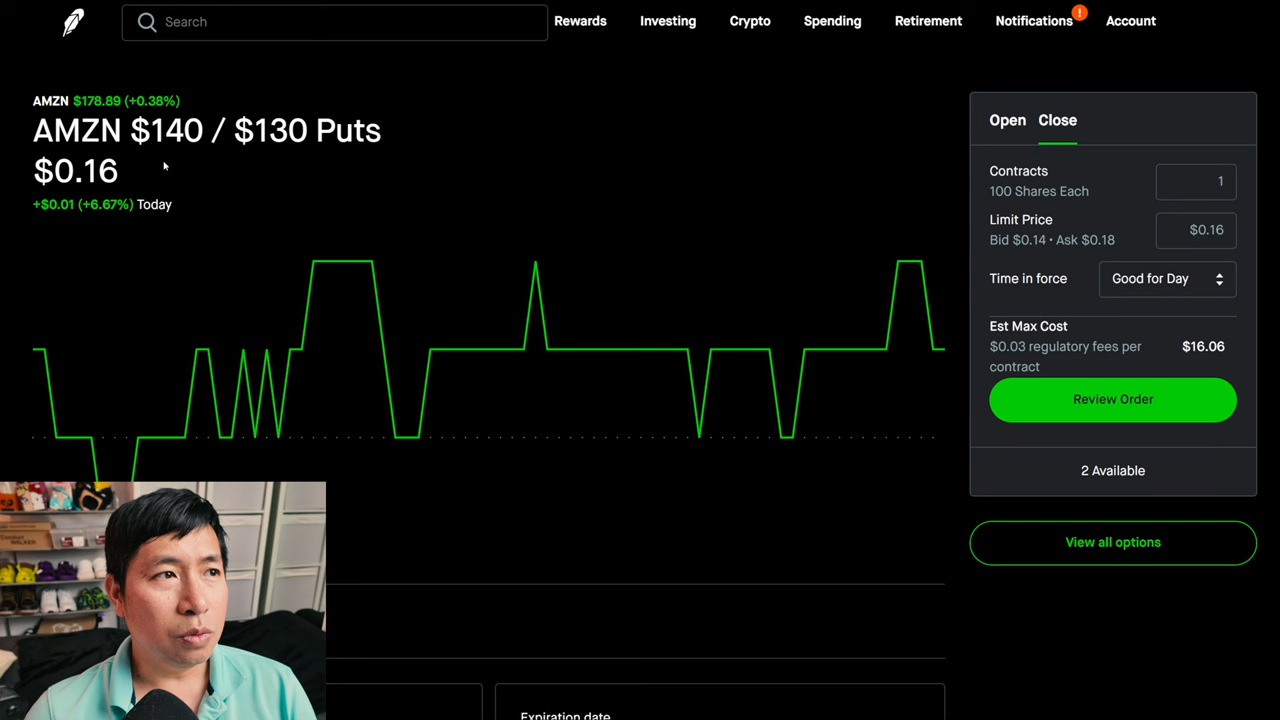 Search
Rewards
Investing
Crypto
Spending
Retirement
Notifications
!
Account
AMZN $178.89 (+0.38%)
AMZN $140 / $130 Puts
$0.16
+$0.01 (+6.67%) Today
Open
Close
Contracts
100 Shares Each
1
Limit Price
Bid $0.14 • Ask $0.18
$0.16
Time in force
Good for Day
Est Max Cost
$0.03 regulatory fees per
contract
$16.06
Review Order
2 Available
View all options
Expiration date